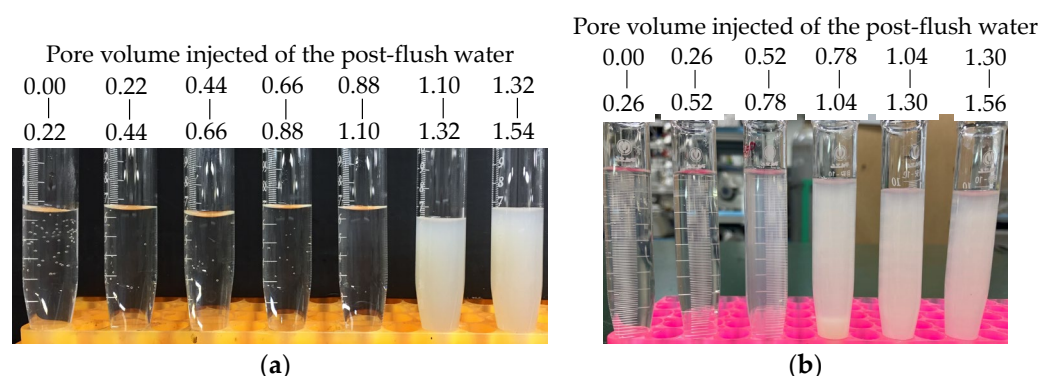 Pore volume injected of the post-flush water
0.00 0.22 0.44 0.66 0.88 1.10 1.32
0.22 0.44 0.66 0.88 1.10 1.32 1.54
(a)
Pore volume injected of the post-flush water
0.00 0.26 0.52 0.78 1.04 1.30
0.26 0.52 0.78 1.04 1.30 1.56
(b)